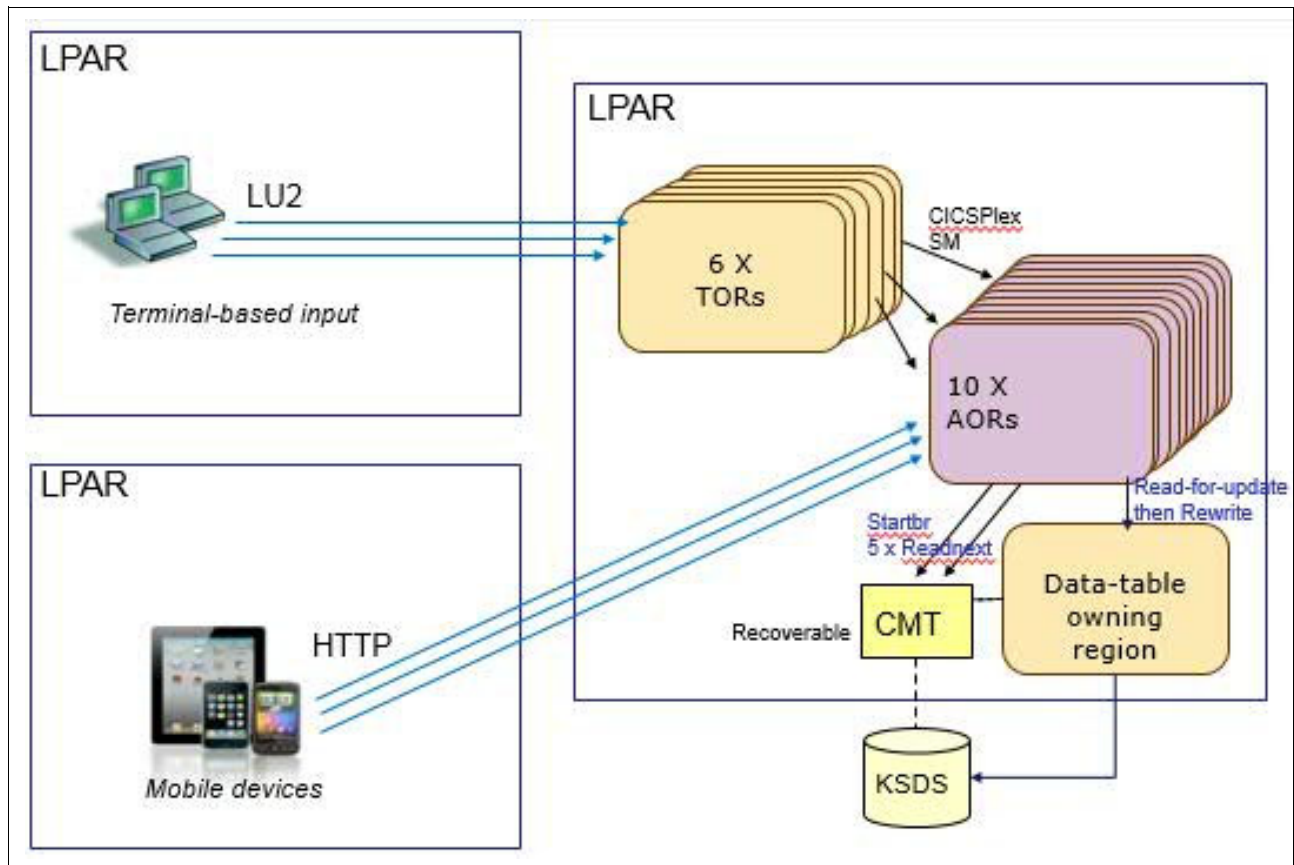 LPAR
LU2
Terminal-based input
LPAR
HTTP
Mobile devices
LPAR
6 X
TORs
CICSPlex
SM
10 X
AORs
Read-for-update
then Rewrite
Startbr
5 x Readnext
Recoverable
CMT
Data-table
owning
region
KSDS